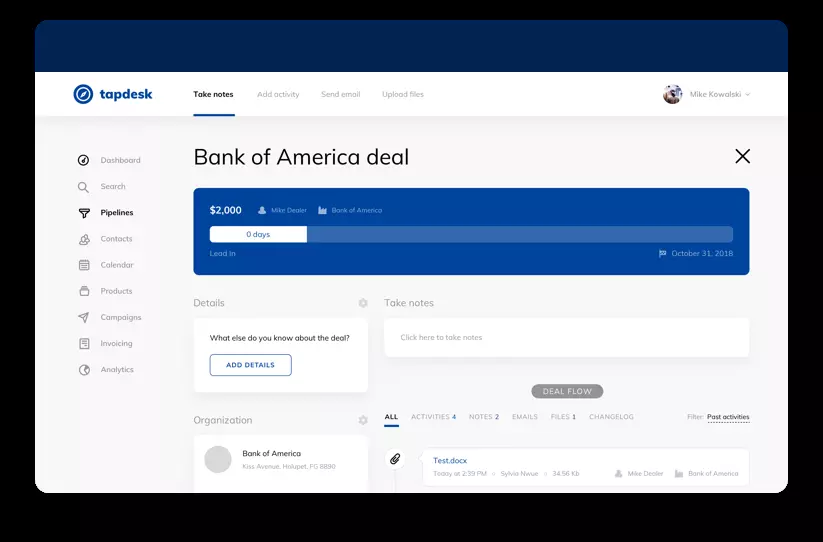 tapdesk
Take notes
Add activity
Send email
Upload files
Mike Kowalski
Dashboard
Search
Pipelines
Contacts
Calendar
Products
Campaigns
Invoicing
Analytics
Bank of America deal
$2,000
Mike Dealer
Bank of America
0 days
Lead In
October 31, 2018
Details
What else do you know about the deal?
ADD DETAILS
Organization
Bank of America
Kiss Avenue, Holupet, FG 8890
Take notes
Click here to take notes
DEAL FLOW
ALL
ACTIVITIES 4
NOTES 2
EMAILS
FILES 1
CHANGELOG
Filter: Past activities
Test.docx
Today at 2:39 PM
Sylvia Nwue
34.56 Kb
Mike Dealer
Bank of America